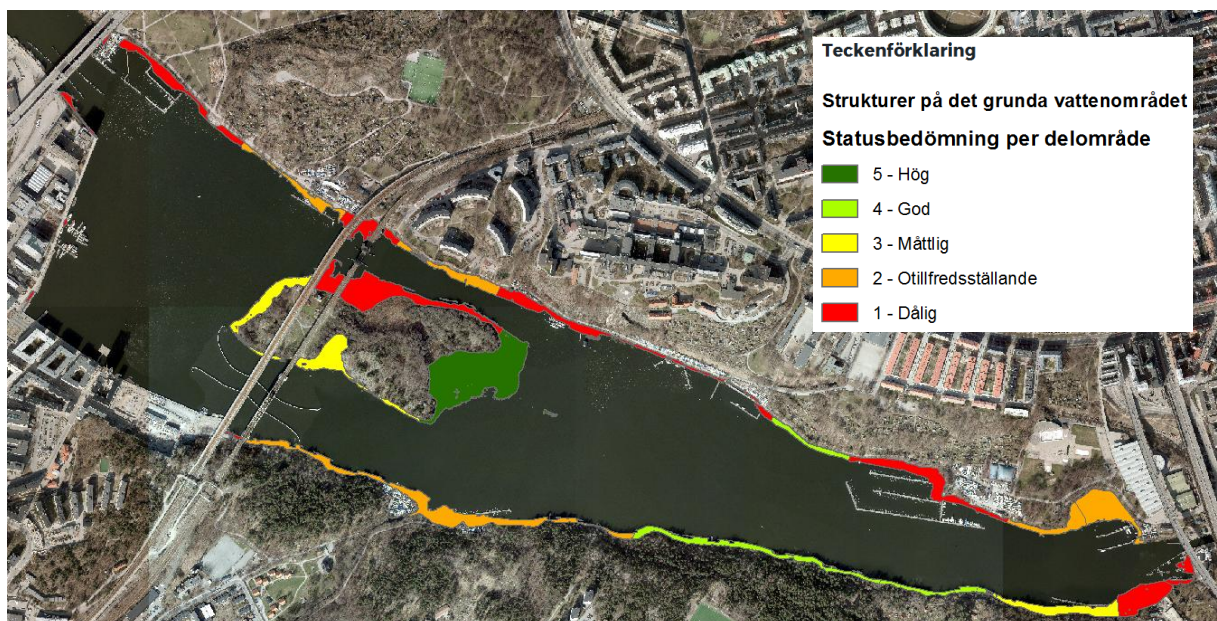 Teckenförklaring
Strukturer på det grunda vattenområdet
Statusbedömning per delområde
5 - Hög
4 - God
3 - Måttlig
2 - Otillfredsställande
1 - Dålig